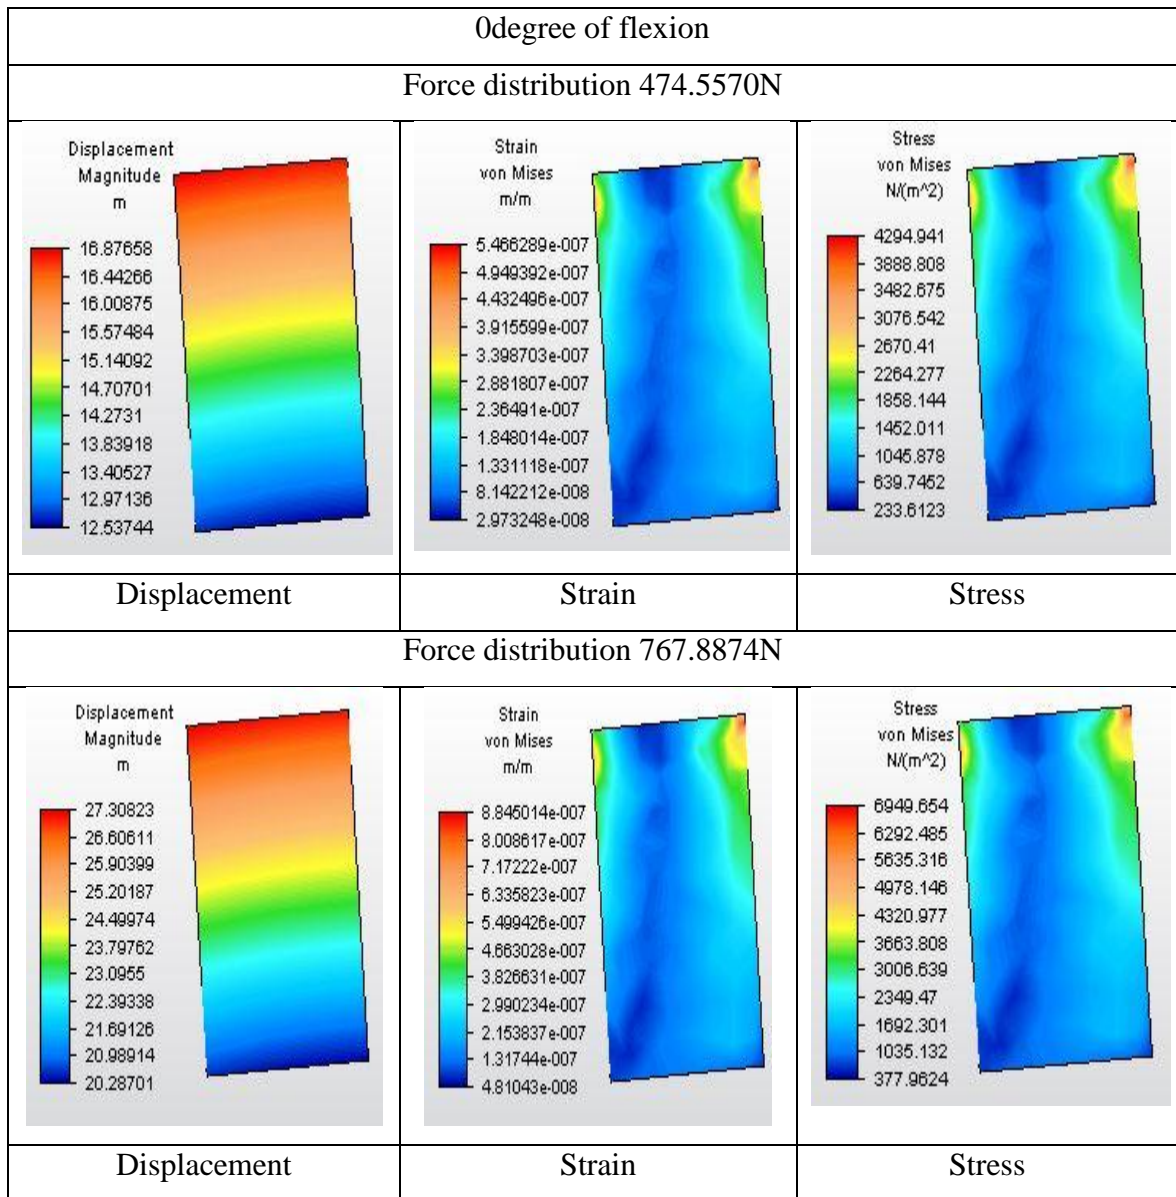 0degree of flexion
Force distribution 474.5570N
Displacement
Magnitude
m
16.87658
16.44266
16.00875
15.57484
15.14092
14.70701
14.2731
13.83918
13.40527
12.97136
12.53744
Strain
von Mises
m/m
5.466289e-007
4.949392e-007
4.432496e-007
3.915599e-007
3.398703e-007
2.881807e-007
2.36491e-007
1.848014e-007
1.331118e-007
8.142212e-008
2.973248e-008
Stress
von Mises
N/(m^2)
4294.941
3888.808
3482.675
3076.542
2670.41
2264.277
1858.144
1452.011
1045.878
639.7452
233.6123
Displacement
Strain
Stress
Force distribution 767.8874N
Displacement
Magnitude
m
27.30823
26.60611
25.90399
25.20187
24.49974
23.79762
23.0955
22.39338
21.69126
20.98914
20.28701
Strain
von Mises
m/m
8.845014e-007
8.008617e-007
7.17222e-007
6.335823e-007
5.499426e-007
4.663028e-007
3.826631e-007
2.990234e-007
2.153837e-007
1.31744e-007
4.81043e-008
Stress
von Mises
N/(m^2)
6949.654
6292.485
5635.316
4978.146
4320.977
3663.808
3006.639
2349.47
1692.301
1035.132
377.9624
Displacement
Strain
Stress